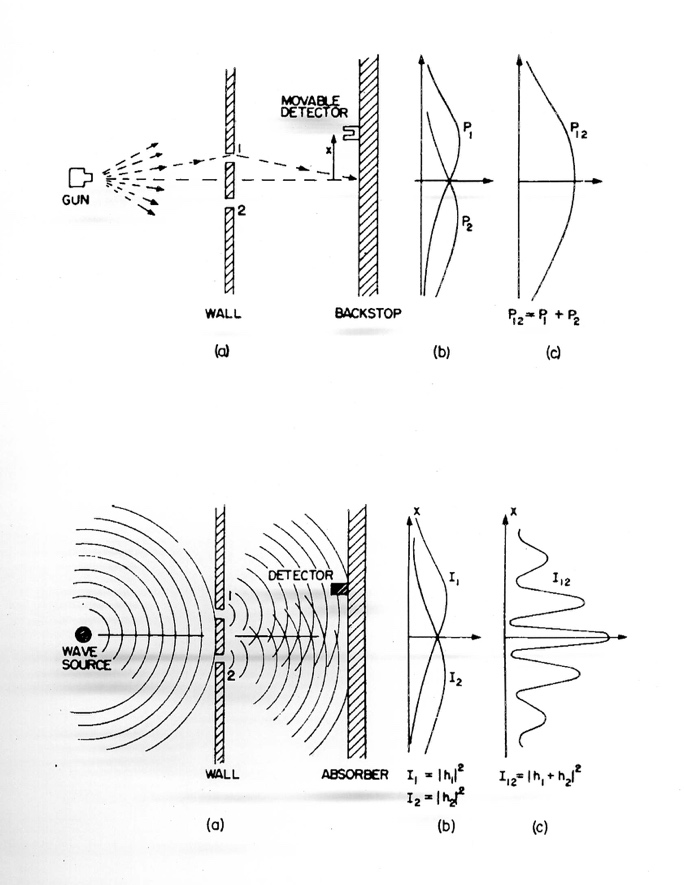 MOVABLE
DETECTOR
x
1
2
GUN
WALL
BACKSTOP
P₁
P₂
P₁₂
P₁₂ = P₁ + P₂
(a)
(b)
(c)
WAVE
SOURCE
1
2
DETECTOR
WALL
ABSORBER
x
I₁
I₂
x
I₁₂
I₁ = |h₁|²
I₂ = |h₂|²
I₁₂ = |h₁ + h₂|²
(a)
(b)
(c)